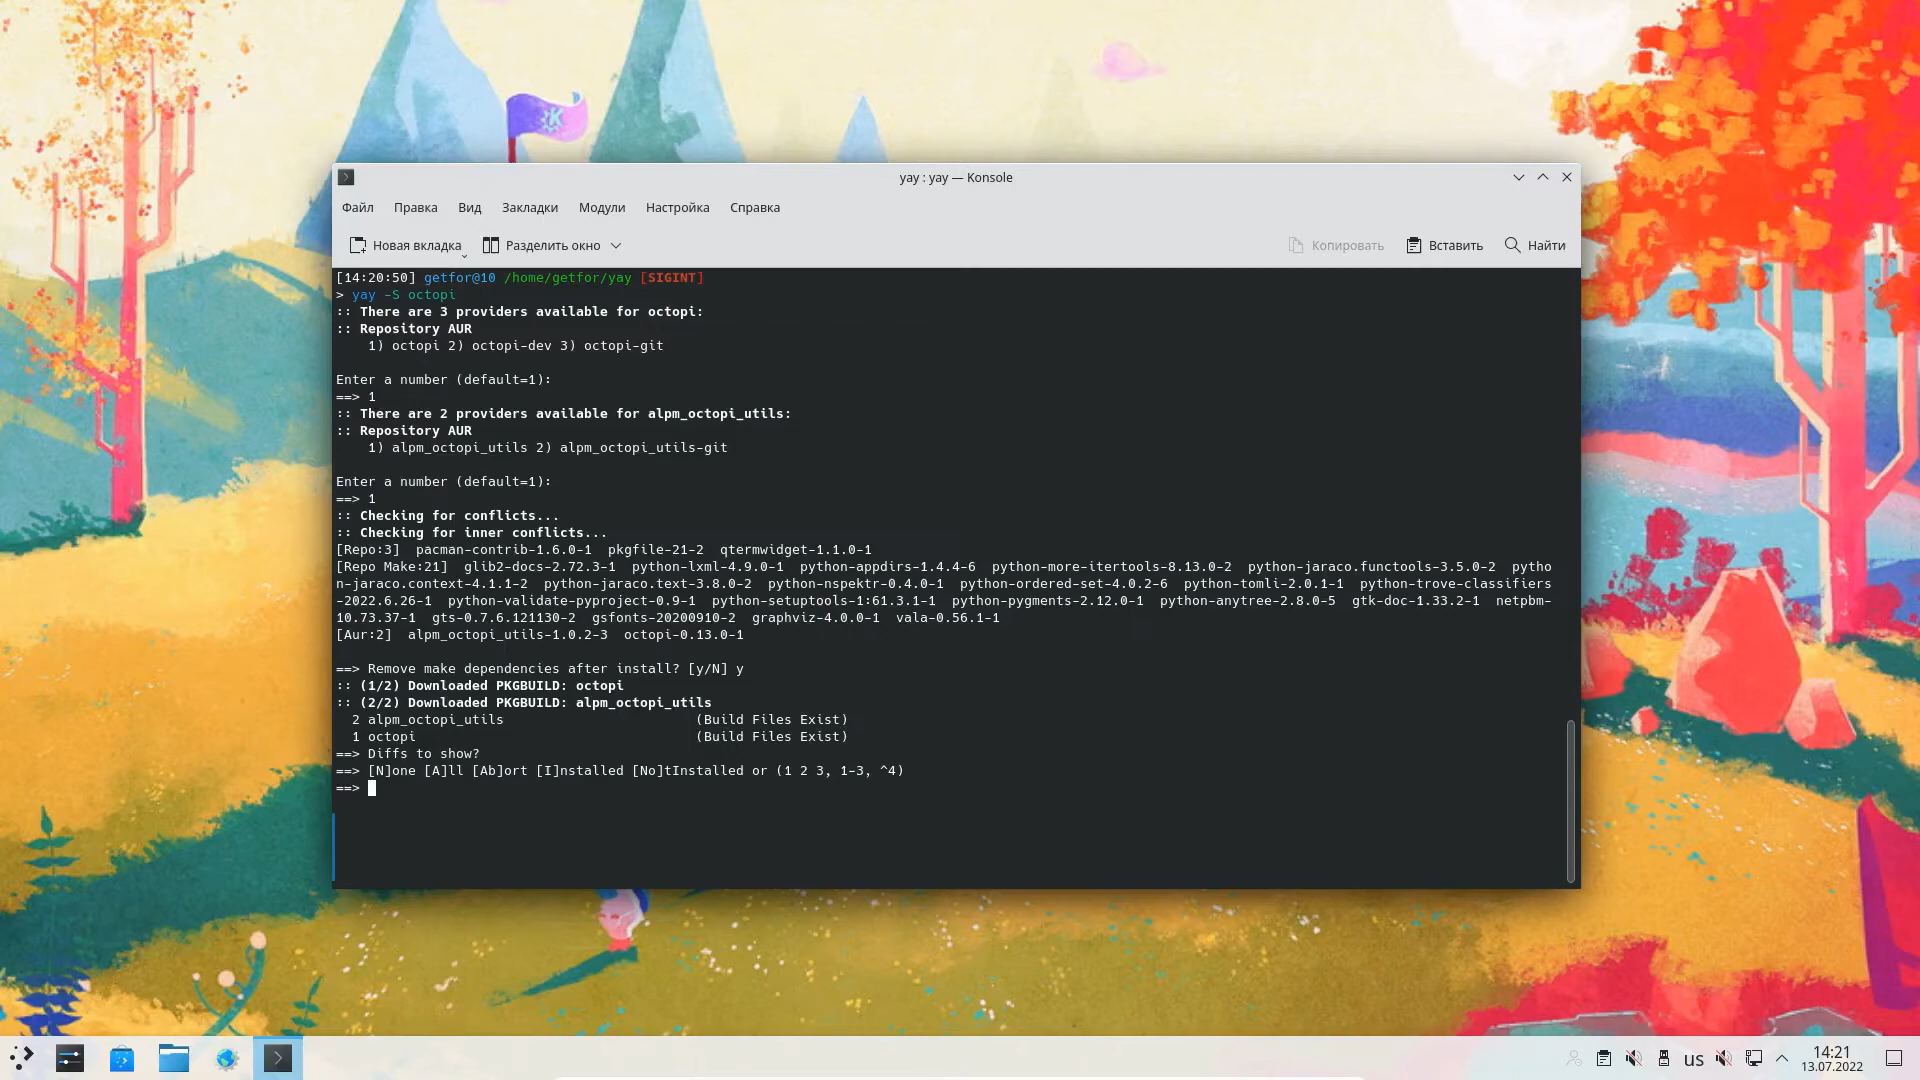 yay : yay — Konsole
Файл Правка Вид Закладки Модули Настройка Справка
Новая вкладка Разделить окно Копировать Вставить Найти
[14:20:50] getfor@10 /home/getfor/yay [SIGINT]
> yay -S octopi
:: There are 3 providers available for octopi:
:: Repository AUR
1) octopi 2) octopi-dev 3) octopi-git
Enter a number (default=1):
==> 1
:: There are 2 providers available for alpm_octopi_utils:
:: Repository AUR
1) alpm_octopi_utils 2) alpm_octopi_utils-git
Enter a number (default=1):
==> 1
:: Checking for conflicts...
:: Checking for inner conflicts...
[Repo:3] pacman-contrib-1.6.0-1 pkgfile-21-2 qtermwidget-1.1.0-1
[Repo Make:21] glib2-docs-2.72.3-1 python-lxml-4.9.0-1 python-appdirs-1.4.4-6 python-more-itertools-8.13.0-2 python-jaraco.functools-3.5.0-2 pytho
n-jaraco.context-4.1.1-2 python-jaraco.text-3.8.0-2 python-nspektr-0.4.0-1 python-ordered-set-4.0.2-6 python-tomli-2.0.1-1 python-trove-classifiers
-2022.6.26-1 python-validate-pyproject-0.9-1 python-setuptools-1:61.3.1-1 python-pygments-2.12.0-1 python-anytree-2.8.0-5 gtk-doc-1.33.2-1 netpbm-
10.73.37-1 gts-0.7.6.121130-2 gsfonts-20200910-2 graphviz-4.0.0-1 vala-0.56.1-1
[Aur:2] alpm_octopi_utils-1.0.2-3 octopi-0.13.0-1
==> Remove make dependencies after install? [y/N] y
:: (1/2) Downloaded PKGBUILD: octopi
:: (2/2) Downloaded PKGBUILD: alpm_octopi_utils
2 alpm_octopi_utils (Build Files Exist)
1 octopi (Build Files Exist)
==> Diffs to show?
==> [N]one [A]ll [Ab]ort [I]nstalled [No]tInstalled or (1 2 3, 1-3, ^4)
==>
us 14:21
13.07.2022